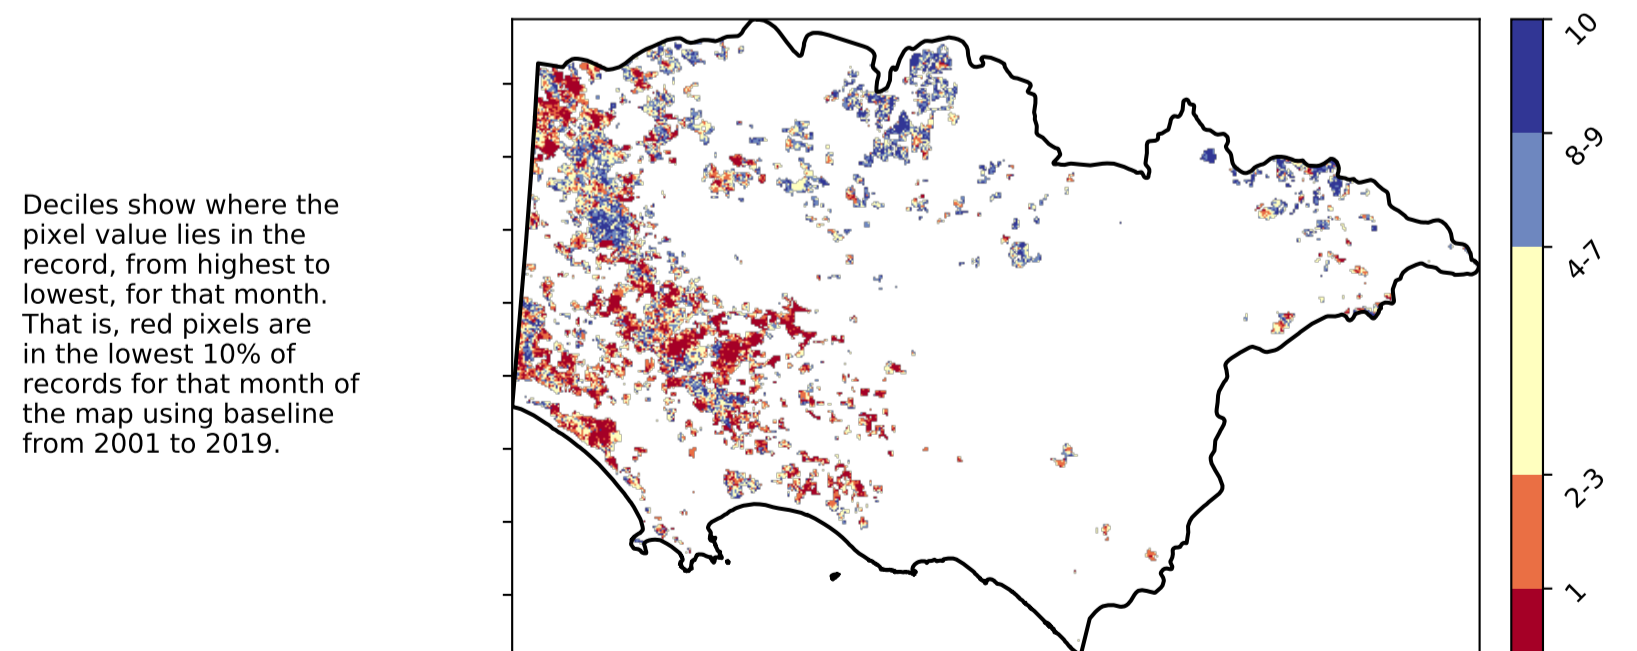 Deciles show where the
pixel value lies in the
record, from highest to
lowest, for that month.
That is, red pixels are
in the lowest 10% of
records for that month of
the map using baseline
from 2001 to 2019.
10
8-9
4-7
2-3
1